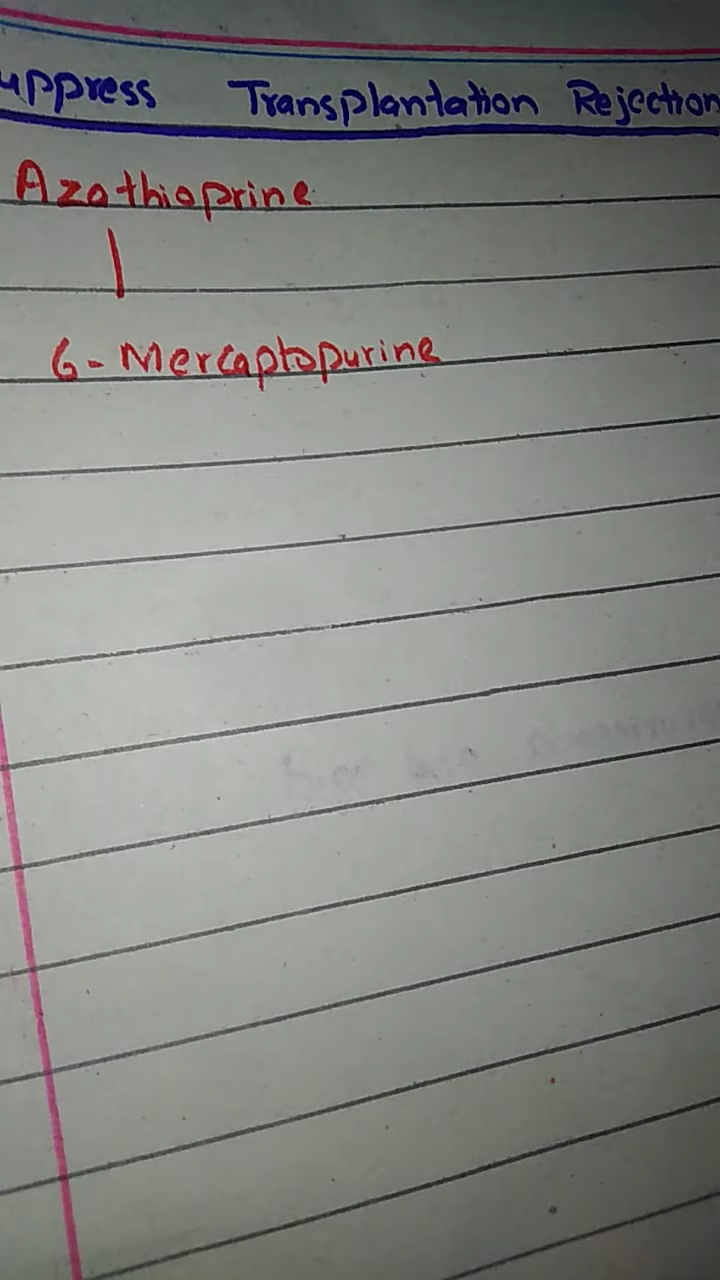 uppress Transplantation Rejection
Azathioprine
6-Mercaptopurine